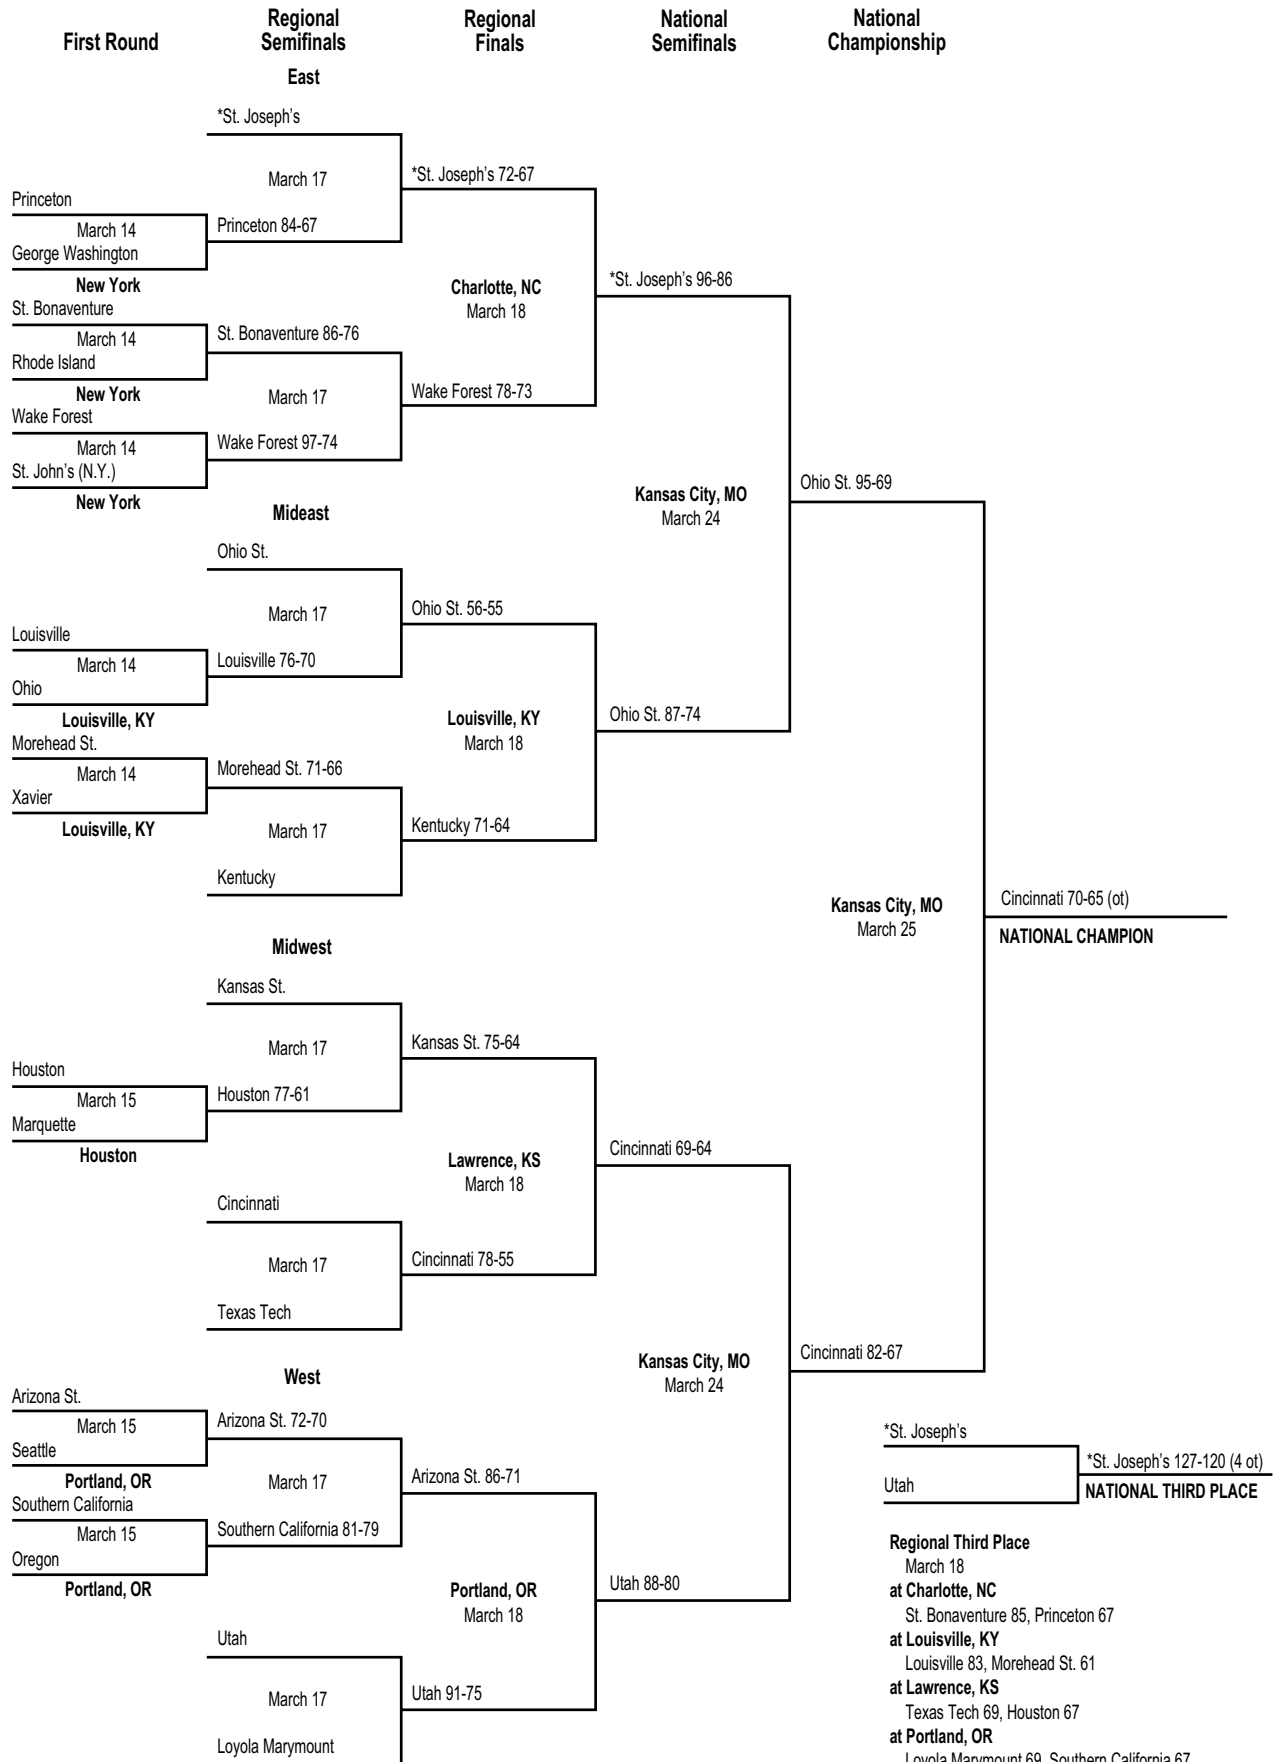 First Round
Regional
Semifinals
Regional
Finals
National
Semifinals
National
Championship
East
*St. Joseph's
March 17
*St. Joseph's 72-67
Princeton
March 14
Princeton 84-67
George Washington
New York
Charlotte, NC
March 18
*St. Joseph's 96-86
St. Bonaventure
March 14
St. Bonaventure 86-76
Rhode Island
New York
March 17
Wake Forest 78-73
Wake Forest
March 14
Wake Forest 97-74
St. John's (N.Y.)
New York
Kansas City, MO
March 24
Ohio St. 95-69
Mideast
Ohio St.
March 17
Ohio St. 56-55
Louisville
March 14
Louisville 76-70
Ohio
Louisville, KY
Louisville, KY
March 18
Ohio St. 87-74
Morehead St.
March 14
Morehead St. 71-66
Xavier
Louisville, KY
March 17
Kentucky 71-64
Kentucky
Kansas City, MO
March 25
Cincinnati 70-65 (ot)
NATIONAL CHAMPION
Midwest
Kansas St.
March 17
Kansas St. 75-64
Houston
March 15
Houston 77-61
Marquette
Houston
Lawrence, KS
March 18
Cincinnati 69-64
Cincinnati
March 17
Cincinnati 78-55
Texas Tech
Kansas City, MO
March 24
Cincinnati 82-67
West
Arizona St.
March 15
Arizona St. 72-70
Seattle
Portland, OR
March 17
Arizona St. 86-71
Southern California
March 15
Southern California 81-79
Oregon
Portland, OR
Portland, OR
March 18
Utah 88-80
Utah
March 17
Utah 91-75
Loyola Marymount
*St. Joseph's
*St. Joseph's 127-120 (4 ot)
Utah
NATIONAL THIRD PLACE
Regional Third Place
March 18
at Charlotte, NC
St. Bonaventure 85, Princeton 67
at Louisville, KY
Louisville 83, Morehead St. 61
at Lawrence, KS
Texas Tech 69, Houston 67
at Portland, OR
Loyola Marymount 69, Southern California 67